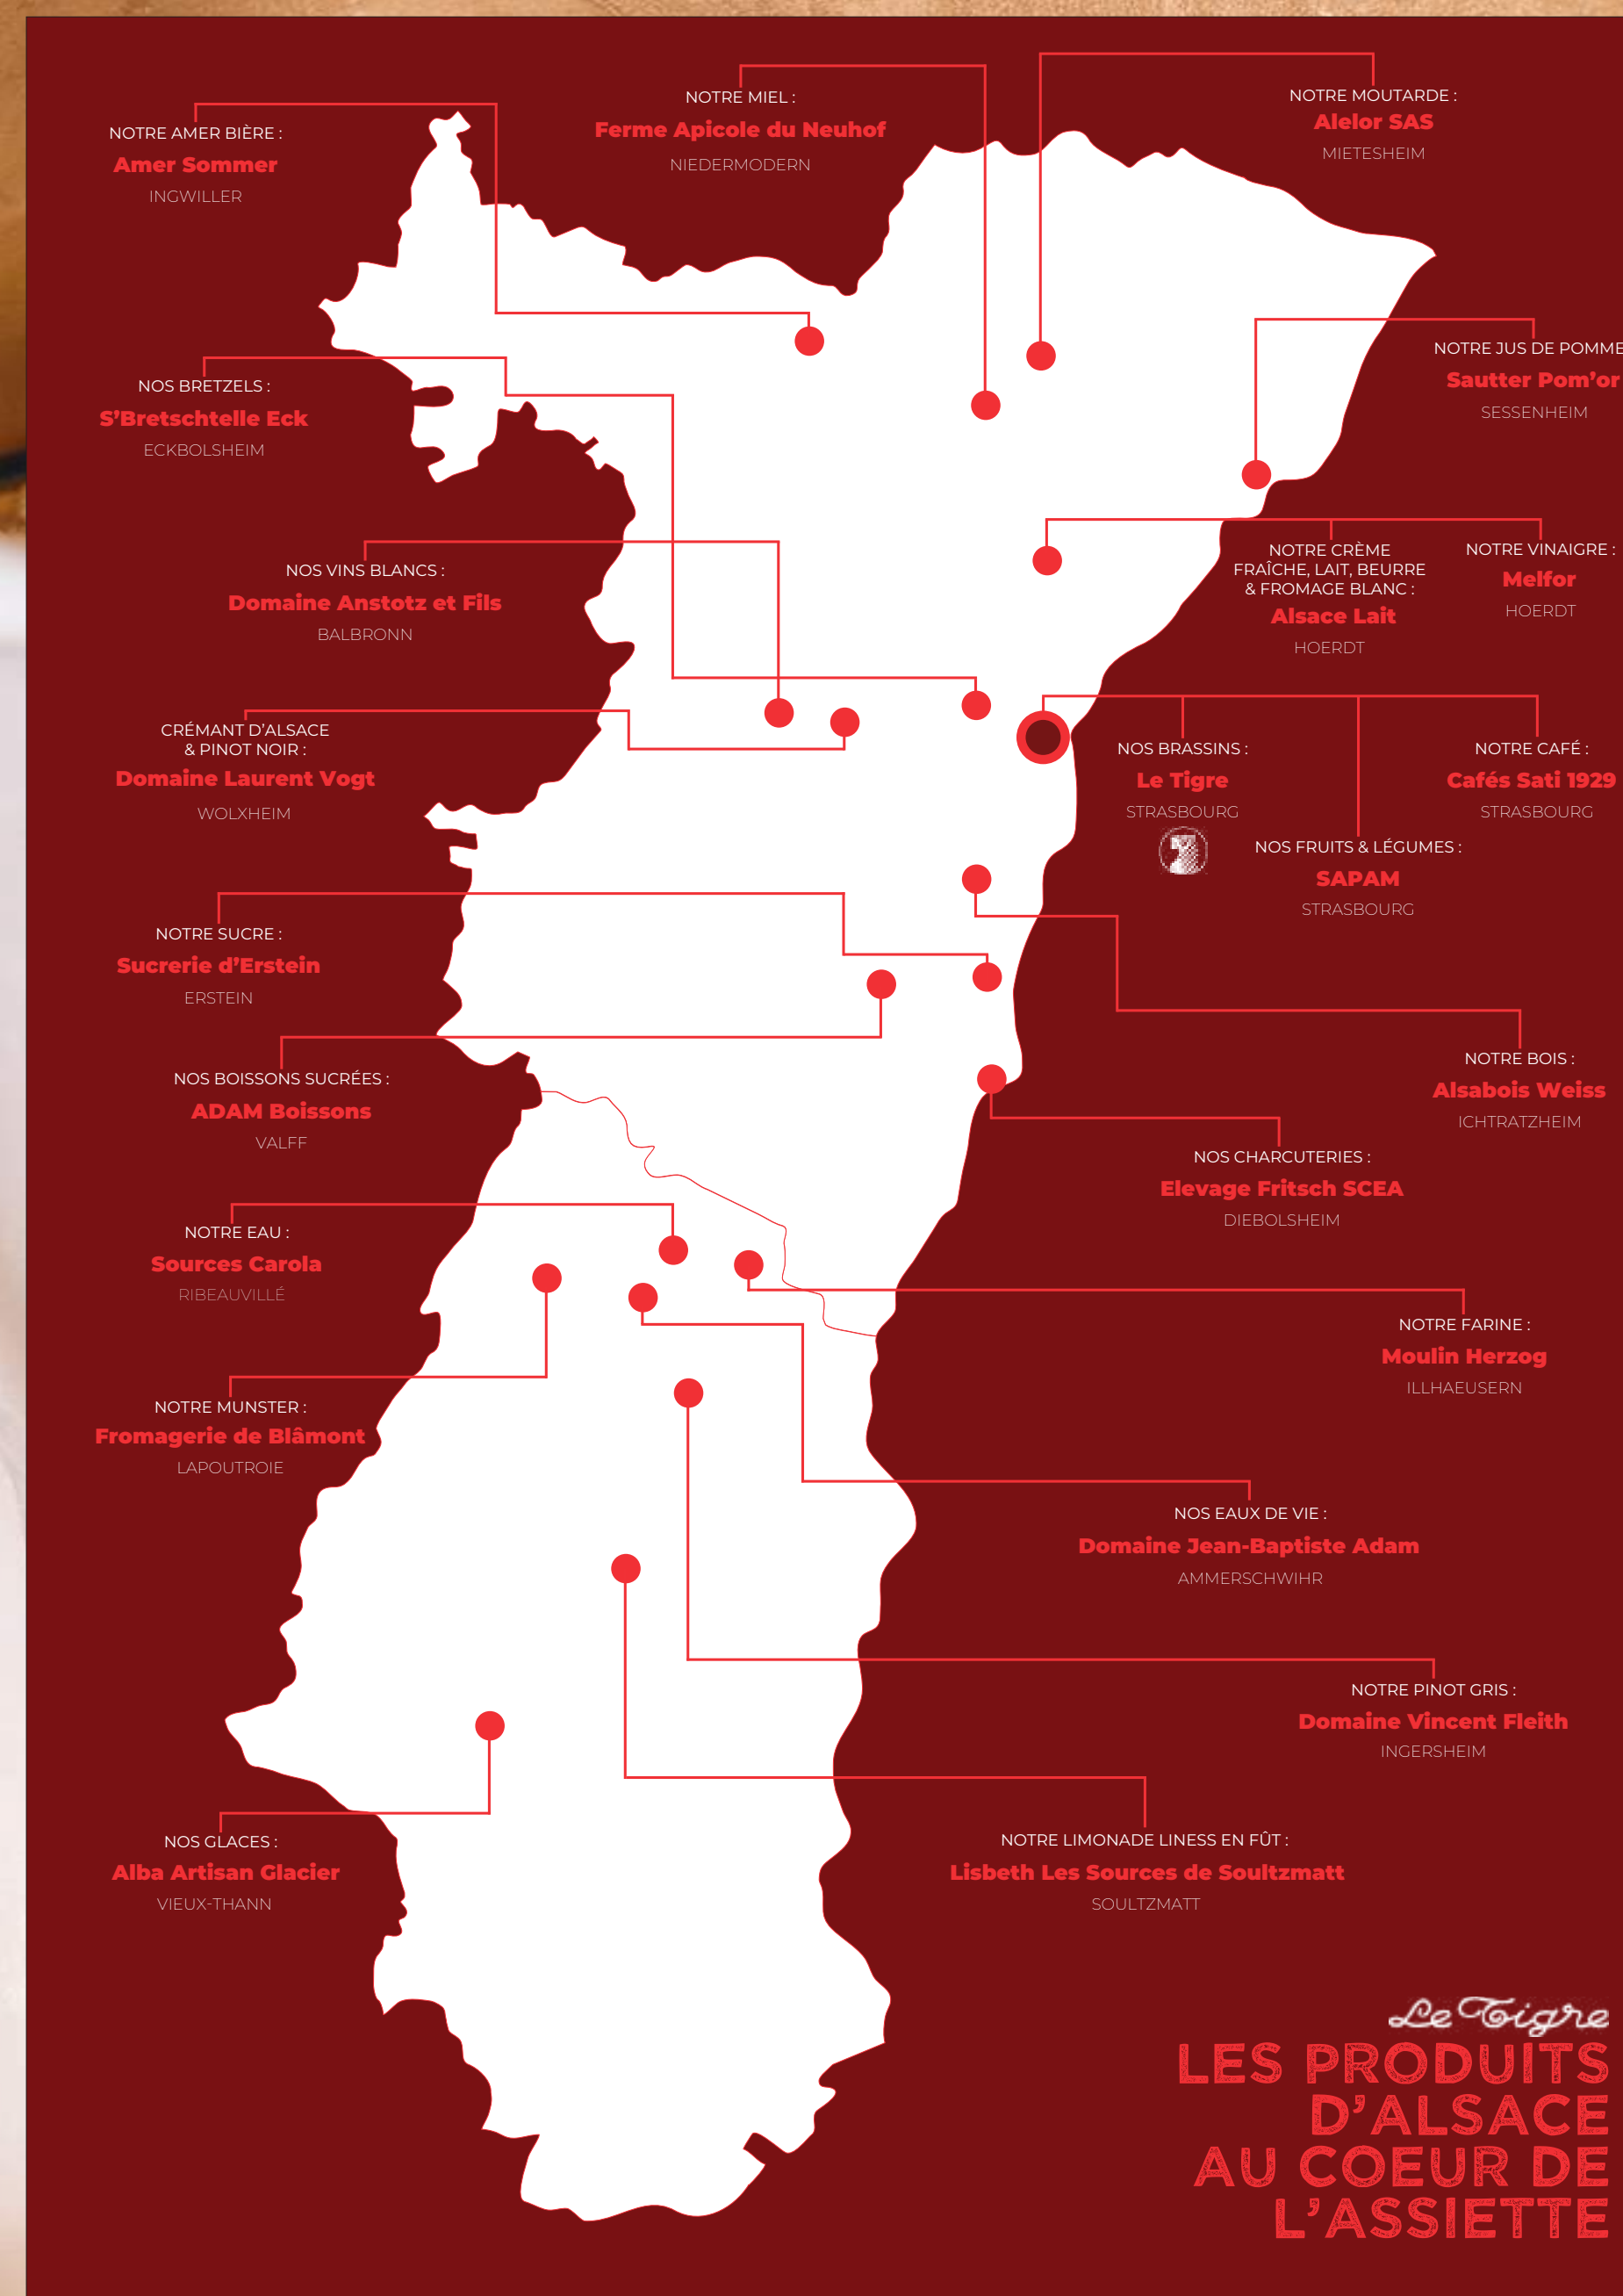 NOTRE MIEL :
Ferme Apicole du Neuhof
NIEDERMODERN
NOTRE MOUTARDE :
Alelor SAS
MIETESHEIM
NOTRE AMER BIÈRE :
Amer Sommer
INGWILLER
NOTRE JUS DE POMME
Sautter Pom’or
SESSENHEIM
NOS BRETZELS :
S’Bretschtelle Eck
ECKBOLSHEIM
NOTRE CRÈME
FRAÎCHE, LAIT, BEURRE
& FROMAGE BLANC :
Alsace Lait
HOERDT
NOTRE VINAIGRE :
Melfor
HOERDT
NOS VINS BLANCS :
Domaine Anstotz et Fils
BALBRONN
CRÉMANT D’ALSACE
& PINOT NOIR :
Domaine Laurent Vogt
WOLXHEIM
NOS BRASSINS :
Le Tigre
STRASBOURG
NOTRE CAFÉ :
Cafés Sati 1929
STRASBOURG
NOS FRUITS & LÉGUMES :
SAPAM
STRASBOURG
NOTRE SUCRE :
Sucrerie d’Erstein
ERSTEIN
NOTRE BOIS :
Alsabois Weiss
ICHTRATZHEIM
NOS BOISSONS SUCRÉES :
ADAM Boissons
VALFF
NOS CHARCUTERIES :
Elevage Fritsch SCEA
DIEBOLSHEIM
NOTRE EAU :
Sources Carola
RIBEAUVILLÉ
NOTRE FARINE :
Moulin Herzog
ILLHAEUSERN
NOTRE MUNSTER :
Fromagerie de Blâmont
LAPOUTROIE
NOS EAUX DE VIE :
Domaine Jean-Baptiste Adam
AMMERSCHWIHR
NOTRE PINOT GRIS :
Domaine Vincent Fleith
INGERSHEIM
NOS GLACES :
Alba Artisan Glacier
VIEUX-THANN
NOTRE LIMONADE LINESS EN FÛT :
Lisbeth Les Sources de Soultzmatt
SOULTZMATT
Le Tigre
LES PRODUITS
D’ALSACE
AU COEUR DE
L’ASSIETTE